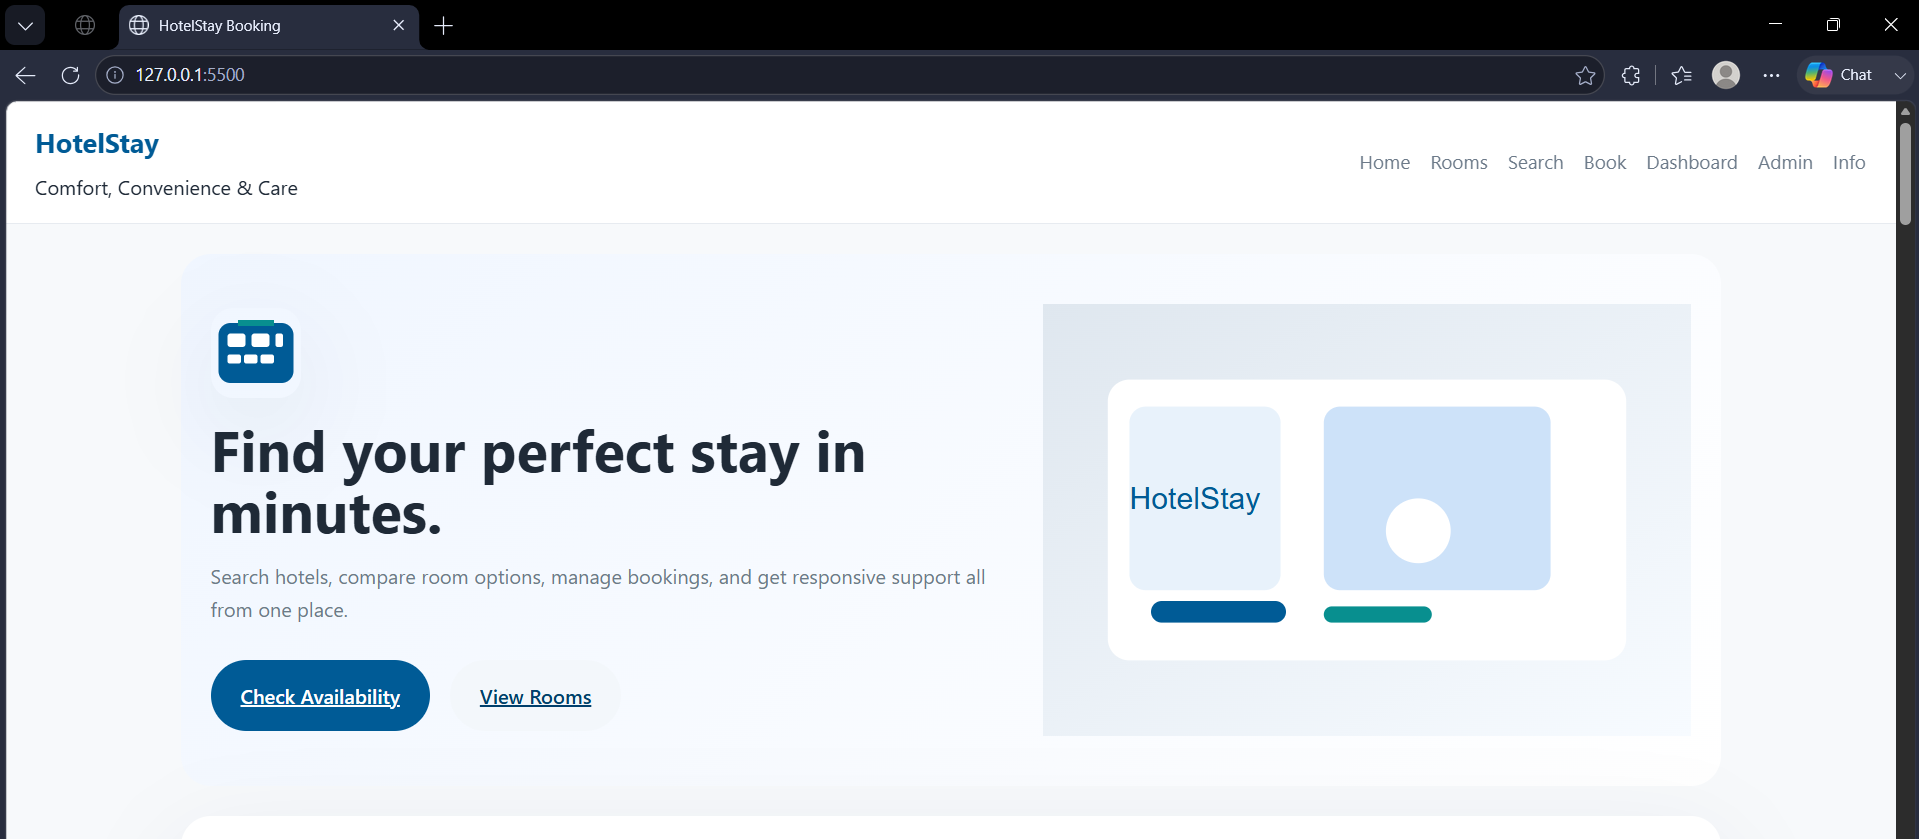 HotelStay Booking
127.0.0.1:5500
Chat
HotelStay
Comfort, Convenience & Care
Home Rooms Search Book Dashboard Admin Info
Find your perfect stay in
minutes.
Search hotels, compare room options, manage bookings, and get responsive support all
from one place.
Check Availability
View Rooms
HotelStay